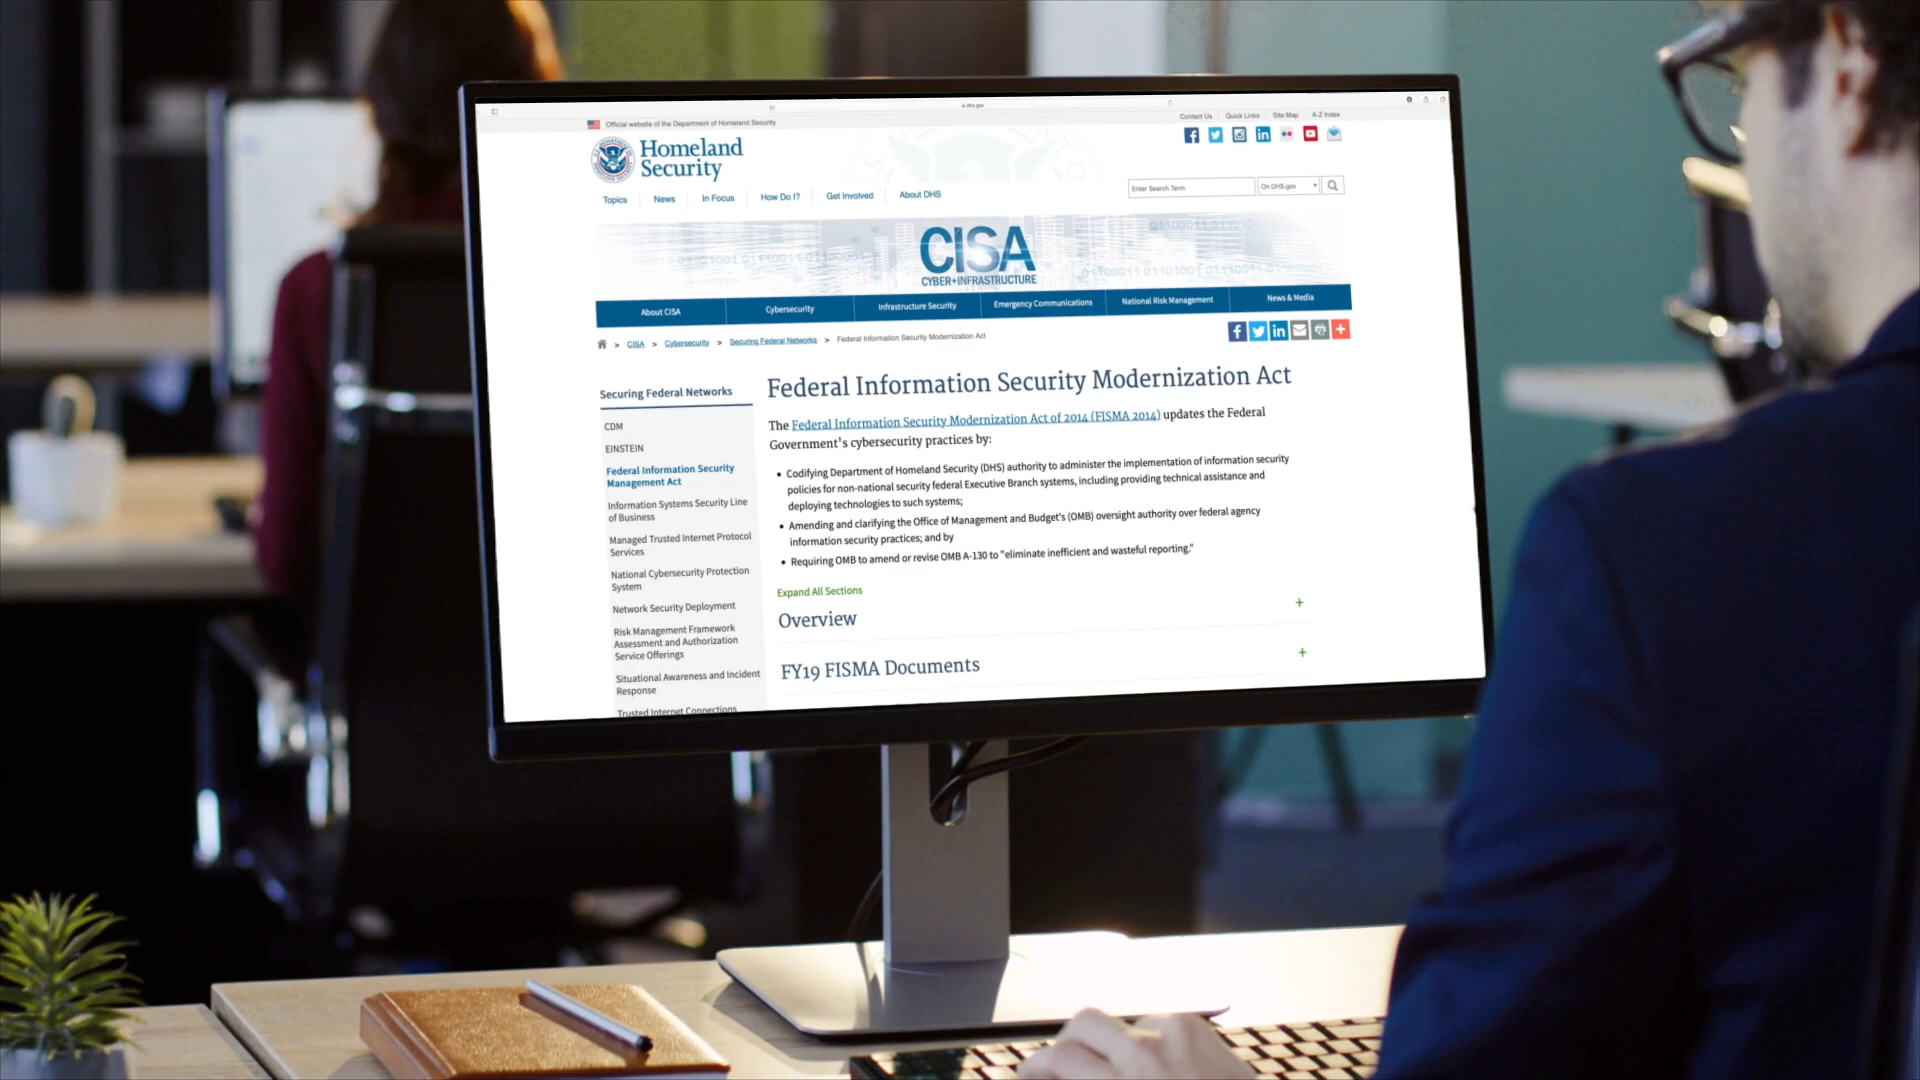 dhs.gov
Official website of the Department of Homeland Security
Contact Us Quick Links Site Map A-Z Index
Homeland
Security
Enter Search Term On DHS.gov
Topics News In Focus How Do I? Get Involved About DHS
CISA
CYBER+INFRASTRUCTURE
About CISA Cybersecurity Infrastructure Security Emergency Communications National Risk Management News & Media
> CISA > Cybersecurity > Securing Federal Networks > Federal Information Security Modernization Act
Securing Federal Networks
CDM
EINSTEIN
Federal Information Security
Management Act
Information Systems Security Line
of Business
Managed Trusted Internet Protocol
Services
National Cybersecurity Protection
System
Network Security Deployment
Risk Management Framework
Assessment and Authorization
Service Offerings
Situational Awareness and Incident
Response
Trusted Internet Connections
Federal Information Security Modernization Act
The Federal Information Security Modernization Act of 2014 (FISMA 2014) updates the Federal
Government's cybersecurity practices by:
• Codifying Department of Homeland Security (DHS) authority to administer the implementation of information security
policies for non-national security federal Executive Branch systems, including providing technical assistance and
deploying technologies to such systems;
• Amending and clarifying the Office of Management and Budget's (OMB) oversight authority over federal agency
information security practices; and by
• Requiring OMB to amend or revise OMB A-130 to "eliminate inefficient and wasteful reporting."
Expand All Sections
Overview +
FY19 FISMA Documents +